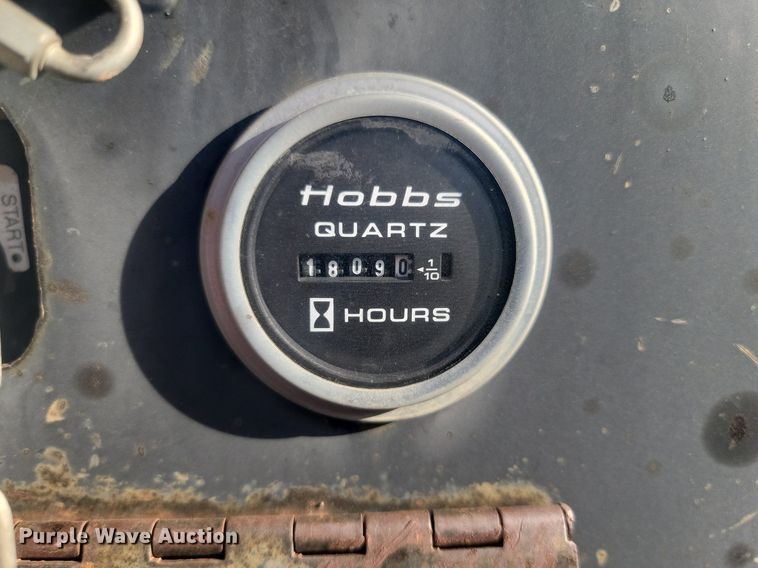 Hobbs
QUARTZ
18090 ◄1/10
HOURS
START
Purple Wave Auction